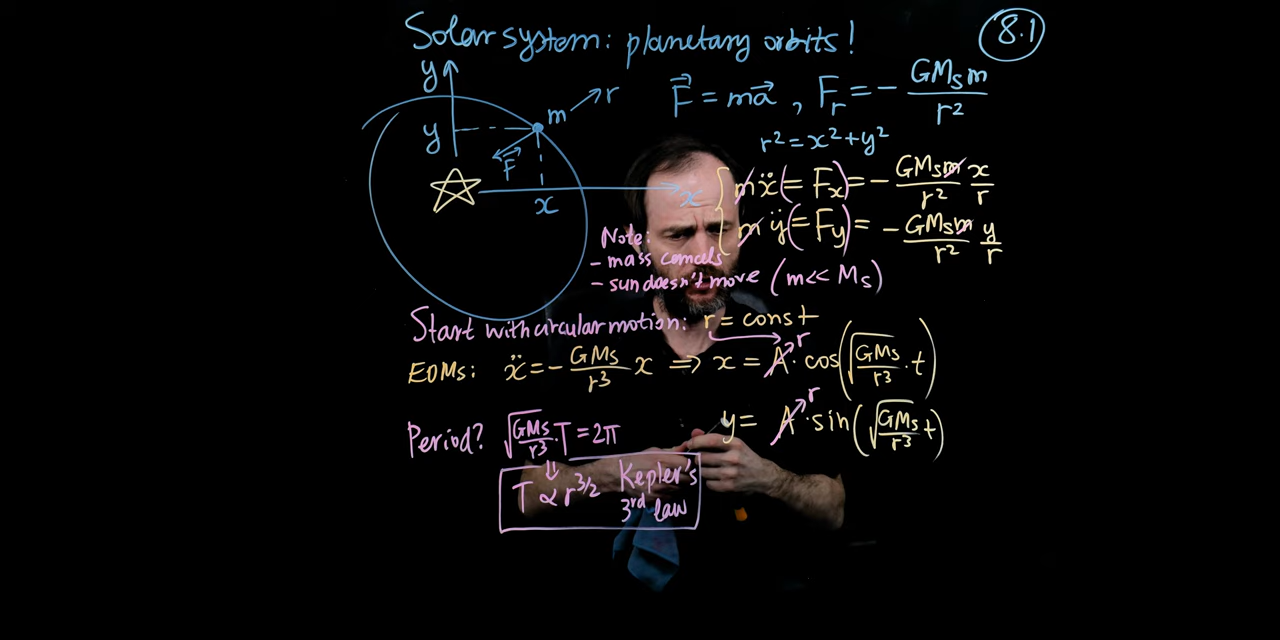 Solar system: planetary orbits! 8.1
y
m r
F = ma , F_r = - GM_s m / r²
y
F
r² = x² + y²
x
x
m ẍ (= F_x) = - GM_s m / r² x / r
m ÿ (= F_y) = - GM_s m / r² y / r
Note:
- mass cancels
- sun doesn't move (m << M_s)
Start with circular motion: r = const
EOMs: ẍ = - GM_s / r³ x ⇒ x = A r · cos(√(GM_s / r³) · t)
y = A r · sin(√(GM_s / r³) t)
Period? √(GM_s / r³) · T = 2π
⇓
T ∝ r^3/2 Kepler's
3rd law